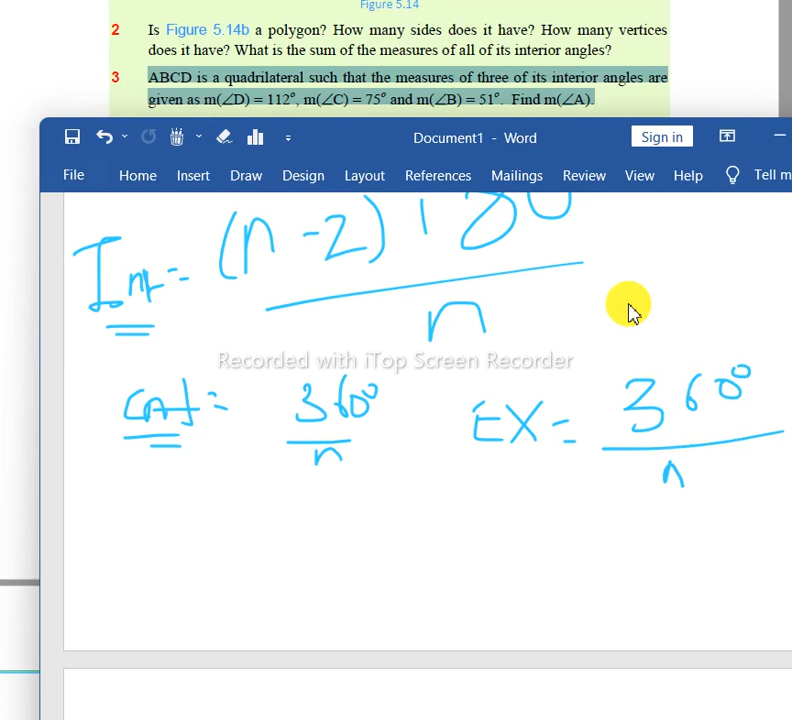 Figure 5.14
2 Is Figure 5.14b a polygon? How many sides does it have? How many vertices
does it have? What is the sum of the measures of all of its interior angles?
3 ABCD is a quadrilateral such that the measures of three of its interior angles are
given as m(∠D) = 112°, m(∠C) = 75° and m(∠B) = 51°. Find m(∠A).
Document1 - Word
Sign in
File Home Insert Draw Design Layout References Mailings Review View Help Tell m
Int = (n - 2) 180
n
Recorded with iTop Screen Recorder
= 360° EX = 360°
n n